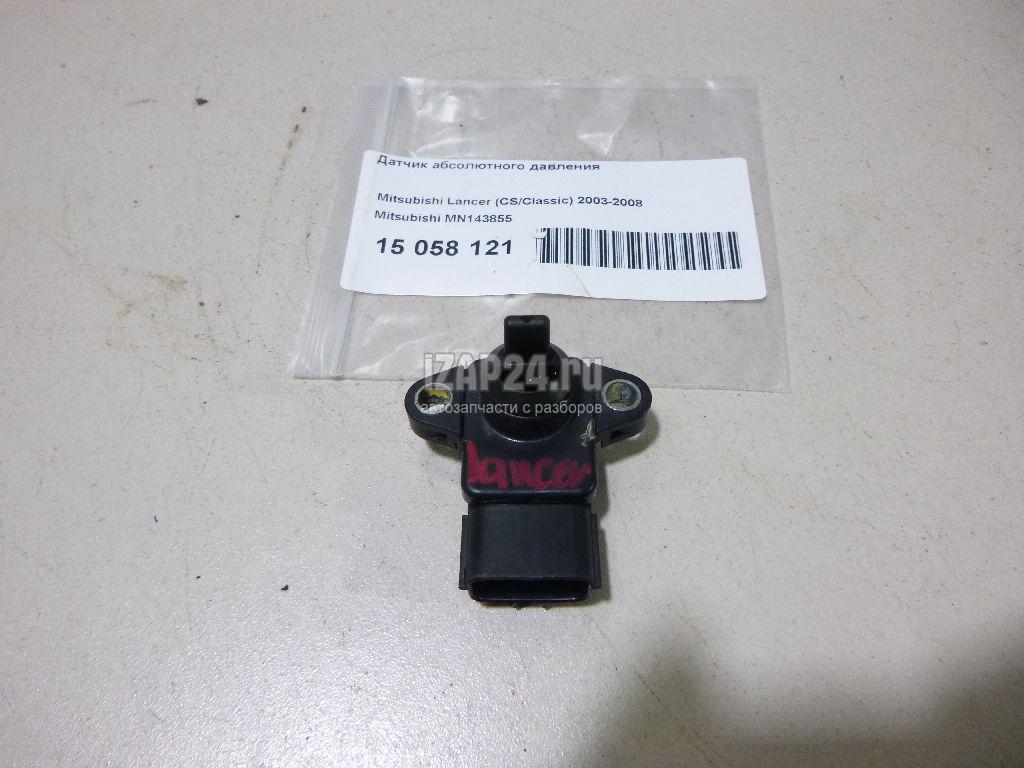 Датчик абсолютного давления
Mitsubishi Lancer (CS/Classic) 2003-2008
Mitsubishi MN143855
15 058 121
iZAP24.ru
автозапчасти с разборов
Lancer